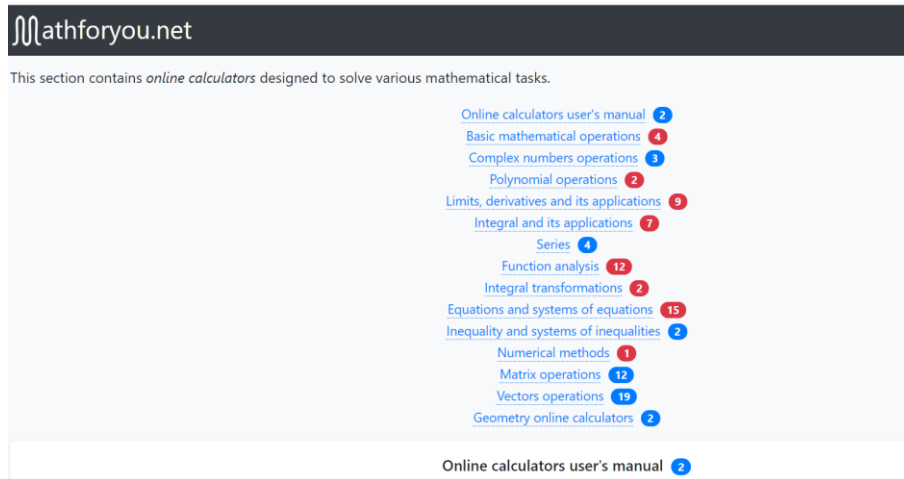 Mathforyou.net
This section contains online calculators designed to solve various mathematical tasks.
Online calculators user's manual 2
Basic mathematical operations 4
Complex numbers operations 3
Polynomial operations 2
Limits, derivatives and its applications 9
Integral and its applications 7
Series 4
Function analysis 12
Integral transformations 2
Equations and systems of equations 15
Inequality and systems of inequalities 2
Numerical methods 1
Matrix operations 12
Vectors operations 19
Geometry online calculators 2
Online calculators user's manual 2